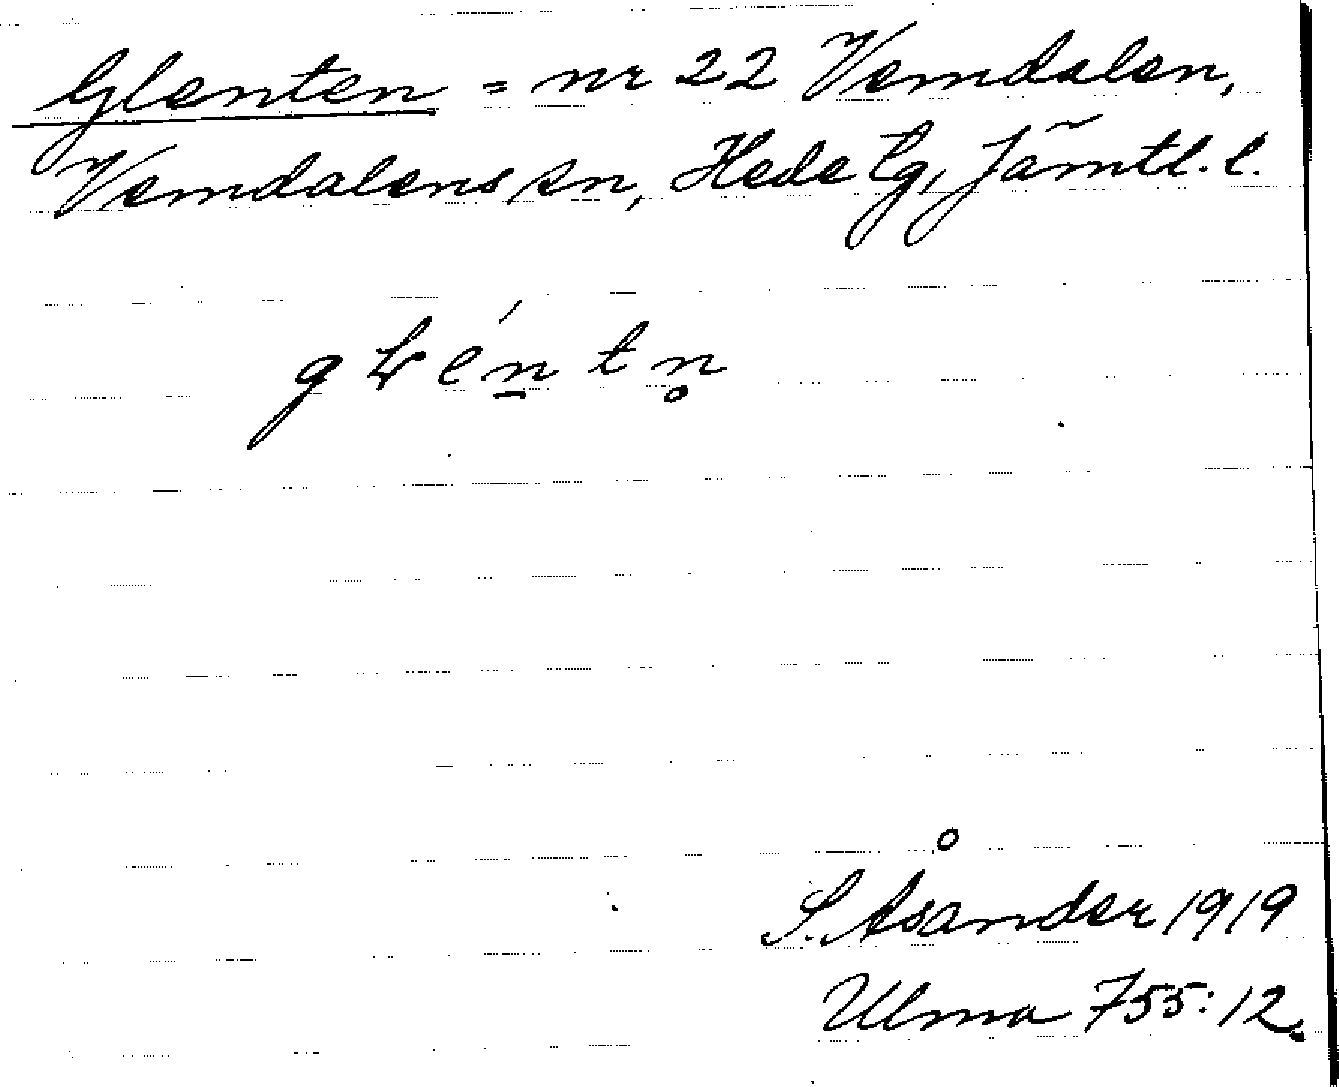 Glenten = nr 22 Vemdalen,
Vemdalens sn, Hede tg, Jämtl. l.
g ł é n̠ t n̥
S. Åsander 1919
Ulma 755:12.